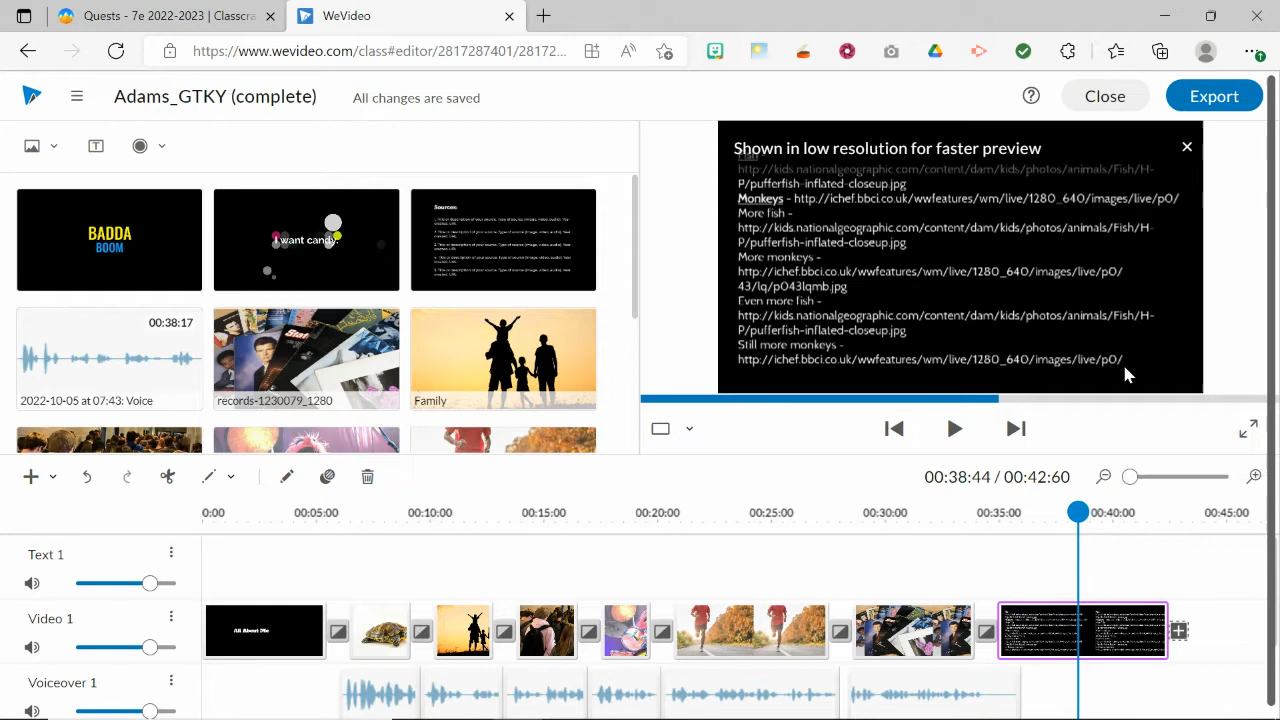 Quests - 7e 2022-2023 | Classcra
WeVideo
https://www.wevideo.com/class#editor/2817287401/28172...
Adams_GTKY (complete)
All changes are saved
Close
Export
BADDA
BOOM
I want candy.
Sources:
00:38:17
2022-10-05 at 07:43: Voice
records-1230079_1280
Family
Shown in low resolution for faster preview
Fish -
http://kids.nationalgeographic.com/content/dam/kids/photos/animals/Fish/H-
P/pufferfish-inflated-closeup.jpg
Monkeys - http://ichef.bbci.co.uk/wwfeatures/wm/live/1280_640/images/live/p0/
More fish -
http://kids.nationalgeographic.com/content/dam/kids/photos/animals/Fish/H-
P/pufferfish-inflated-closeup.jpg
More monkeys -
http://ichef.bbci.co.uk/wwfeatures/wm/live/1280_640/images/live/p0/
43/lq/p043lqmb.jpg
Even more fish -
http://kids.nationalgeographic.com/content/dam/kids/photos/animals/Fish/H-
P/pufferfish-inflated-closeup.jpg
Still more monkeys -
http://ichef.bbci.co.uk/wwfeatures/wm/live/1280_640/images/live/p0/
00:38:44 / 00:42:60
0:00 00:05:00 00:10:00 00:15:00 00:20:00 00:25:00 00:30:00 00:35:00 00:40:00 00:45:00
Text 1
Video 1
All About Me
Voiceover 1